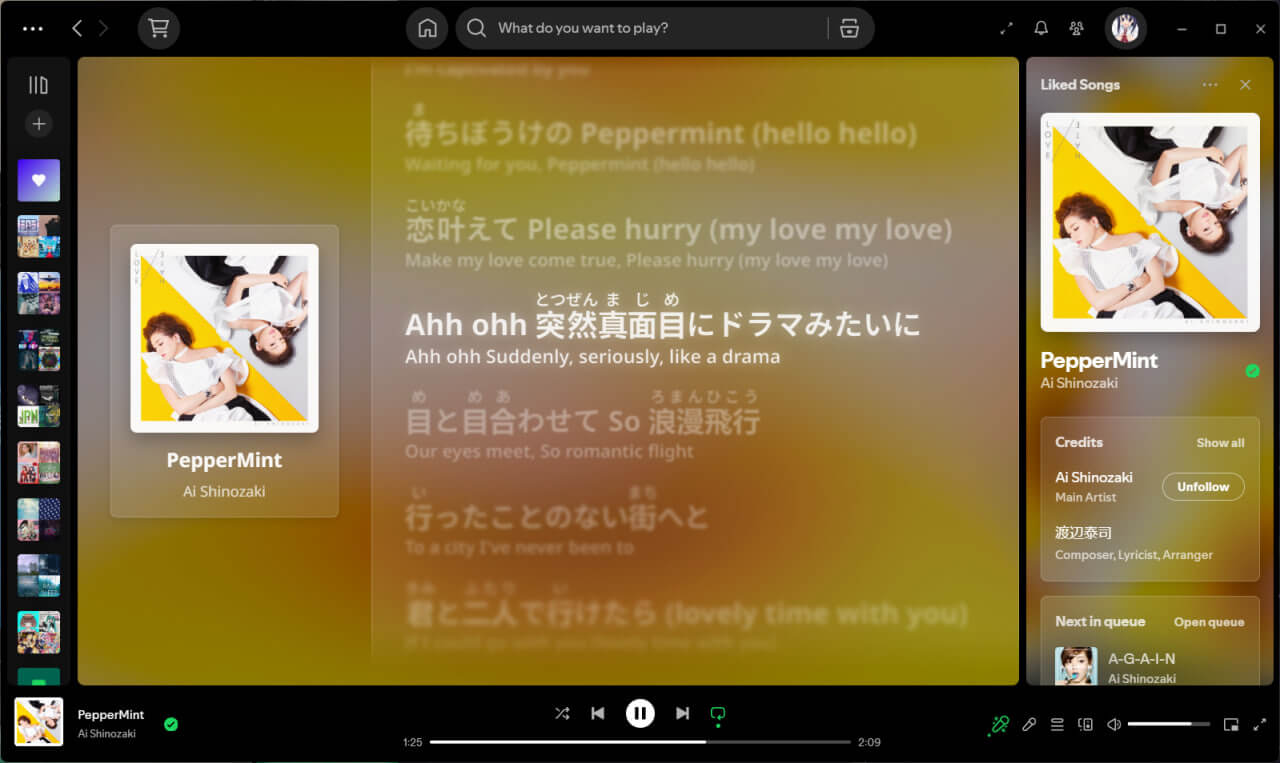 What do you want to play?
Liked Songs
I'm captivated by you
ま
待ちぼうけの Peppermint (hello hello)
Waiting for you, Peppermint (hello hello)
こいかな
恋叶えて Please hurry (my love my love)
Make my love come true, Please hurry (my love my love)
とつぜん ま じ め
Ahh ohh 突然真面目にドラマみたいに
Ahh ohh Suddenly, seriously, like a drama
め め あ ろまんひこう
目と目合わせて So 浪漫飛行
Our eyes meet, So romantic flight
い まち
行ったことのない街へと
To a city I've never been to
きみ ふたり い
君と二人で行けたら (lovely time with you)
PepperMint
Ai Shinozaki
LOVE
HATE
AI SHINOZAKI
LOVE
HATE
AI SHINOZAKI
PepperMint
Ai Shinozaki
Credits
Show all
Ai Shinozaki
Main Artist
Unfollow
渡辺泰司
Composer, Lyricist, Arranger
Next in queue
Open queue
A-G-A-I-N
Ai Shinozaki
PepperMint
Ai Shinozaki
1:25
2:09